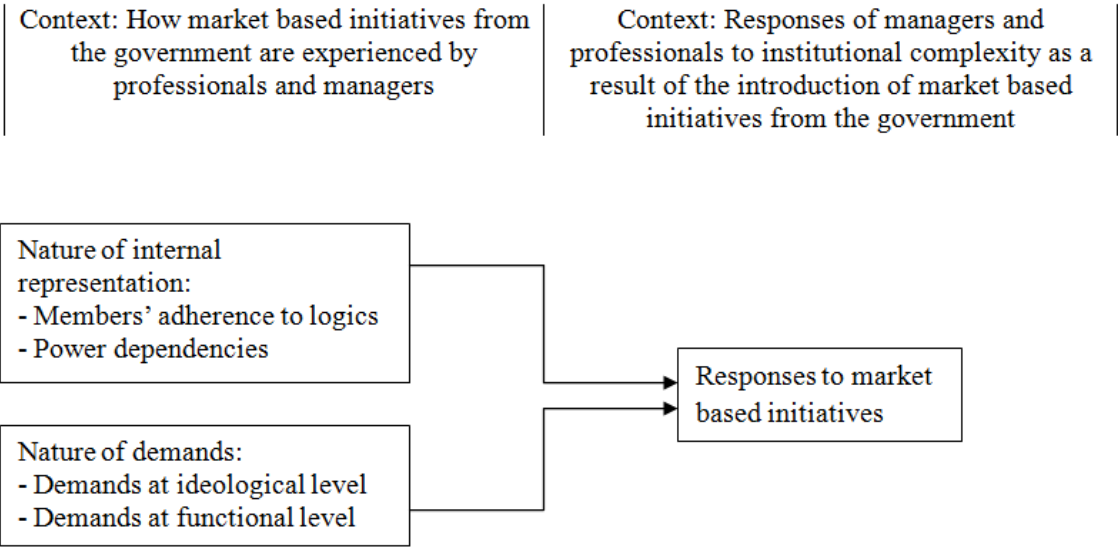 Context: How market based initiatives from
the government are experienced by
professionals and managers
Context: Responses of managers and
professionals to institutional complexity as a
result of the introduction of market based
initiatives from the government
Nature of internal
representation:
- Members’ adherence to logics
- Power dependencies
Nature of demands:
- Demands at ideological level
- Demands at functional level
Responses to market
based initiatives